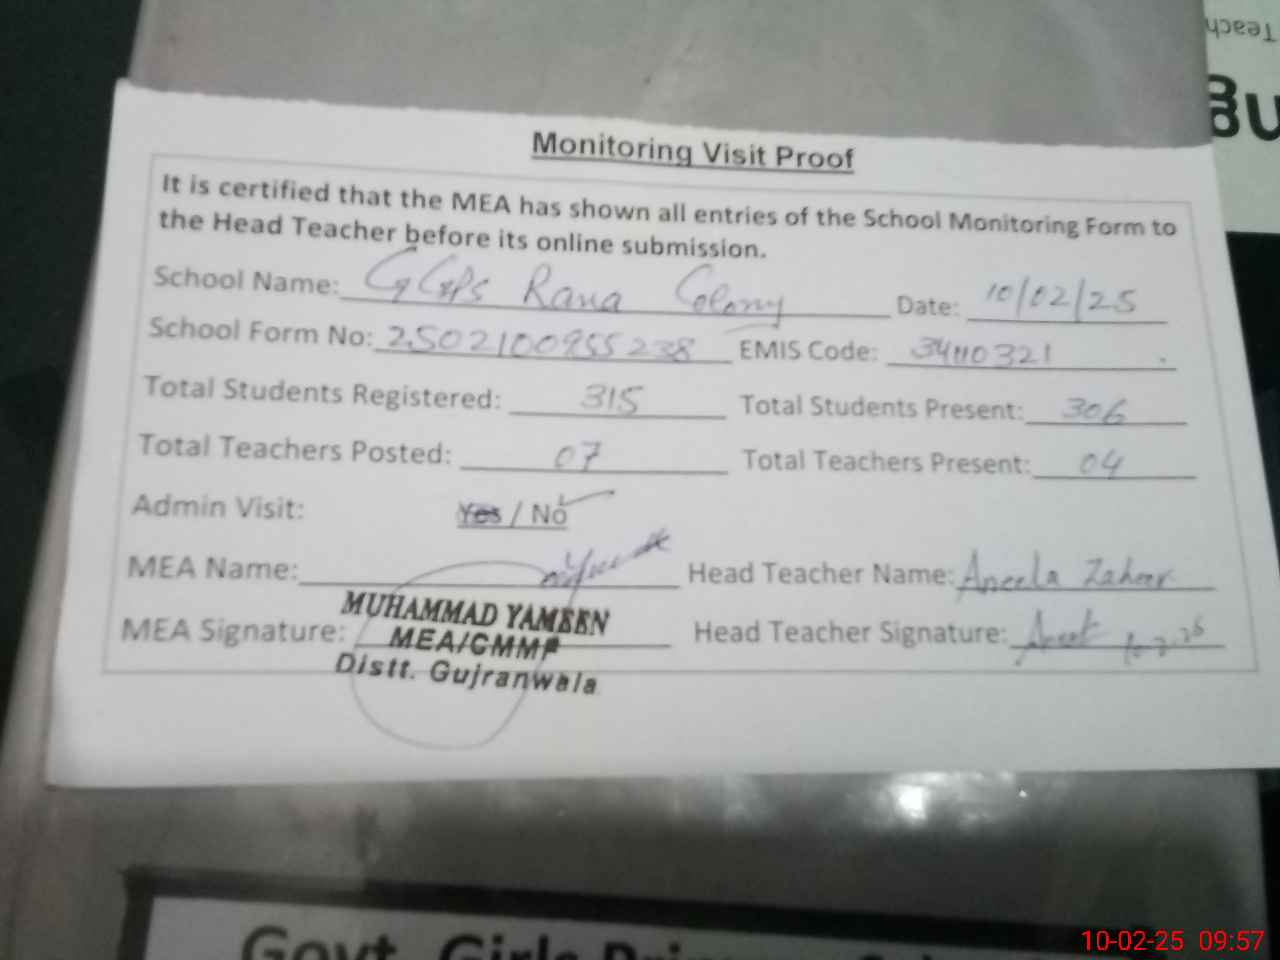 Teach
BU
Monitoring Visit Proof
It is certified that the MEA has shown all entries of the School Monitoring Form to
the Head Teacher before its online submission.
School Name: GGPS Rana Colony Date: 10/02/25
School Form No: 2502100955238 EMIS Code: 34110321
Total Students Registered: 315 Total Students Present: 306
Total Teachers Posted: 07 Total Teachers Present: 04
Admin Visit: Yes / No
MEA Name: Head Teacher Name: Aneela Zaheer
MUHAMMAD YAMEEN
MEA Signature: Head Teacher Signature:
MEA/CMMF
Distt. Gujranwala
Govt. Girls Primary
10-02-25 09:57